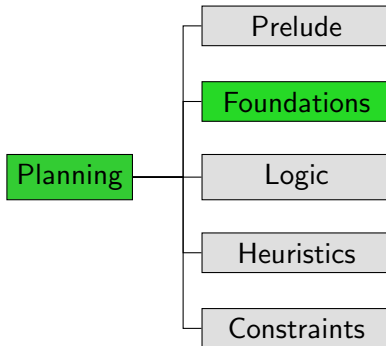 Prelude
Foundations
Planning
Logic
Heuristics
Constraints